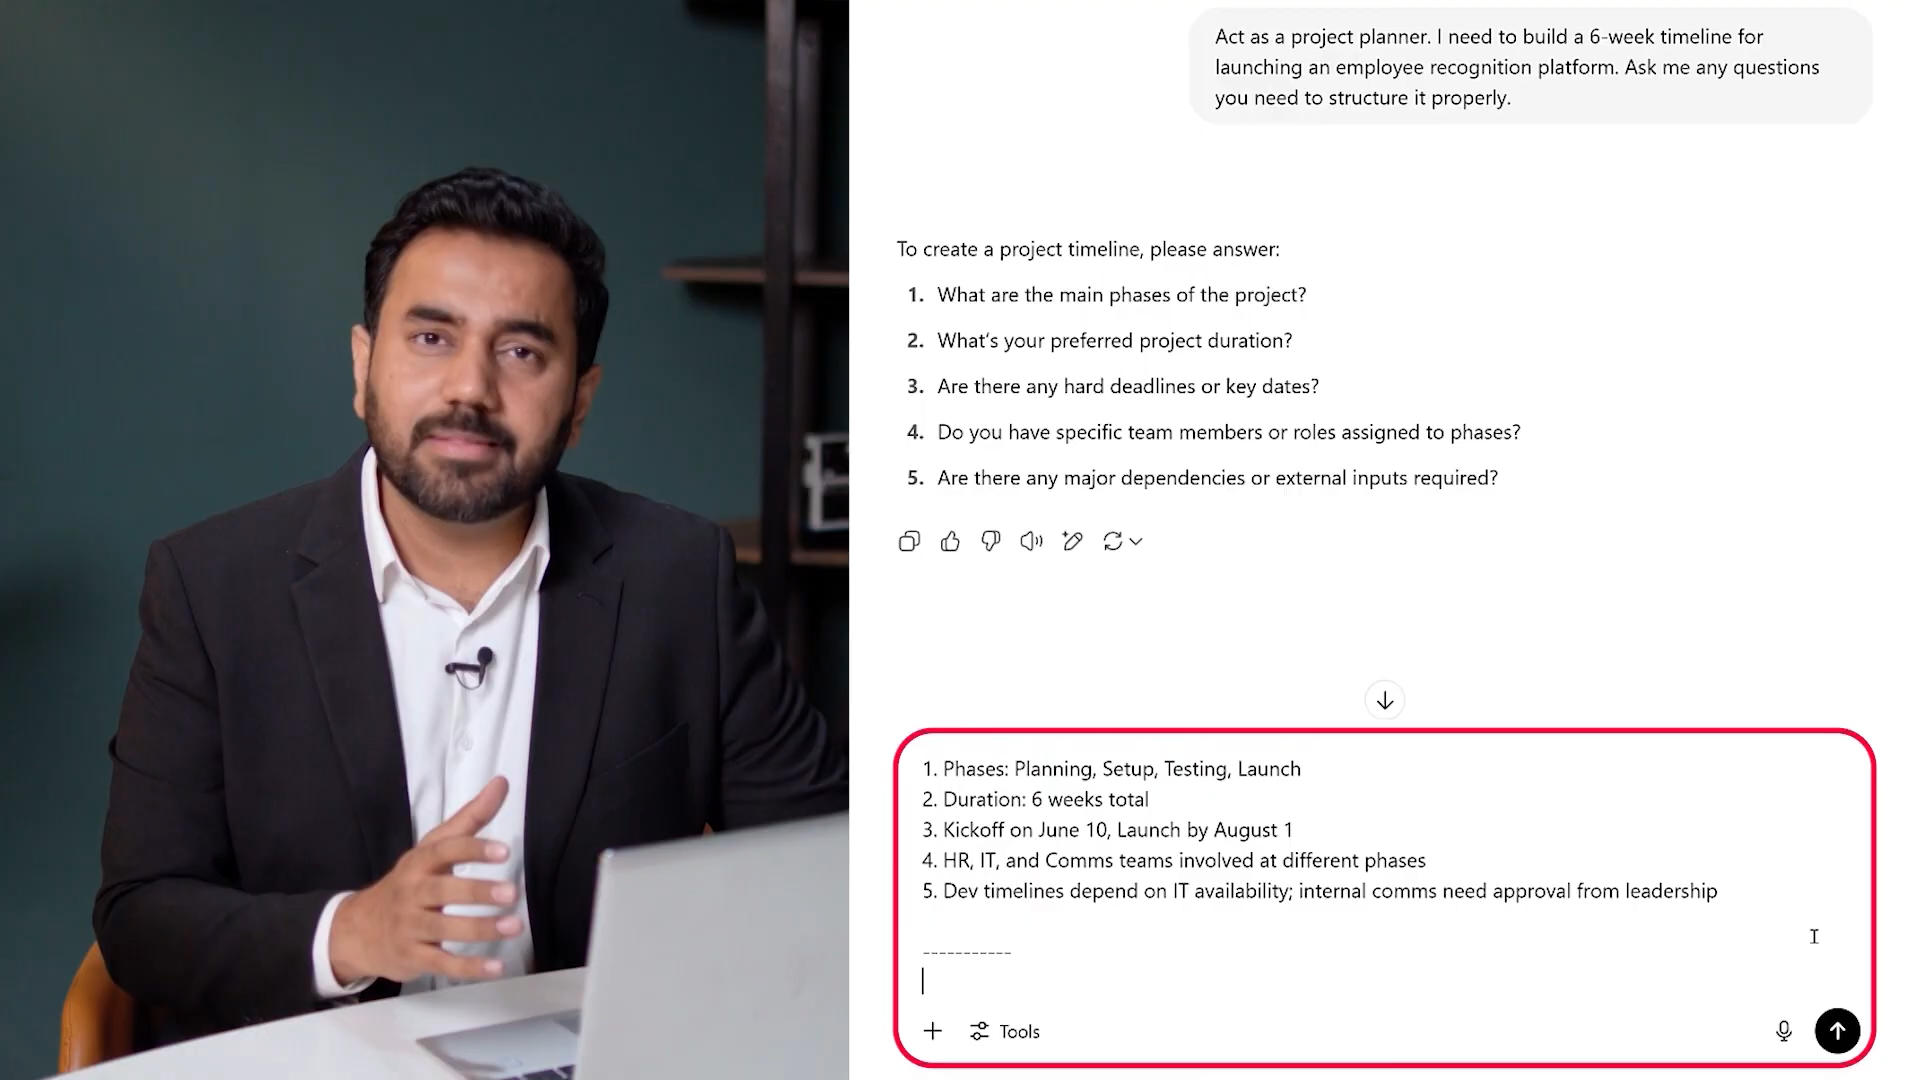 Act as a project planner. I need to build a 6-week timeline for
launching an employee recognition platform. Ask me any questions
you need to structure it properly.
To create a project timeline, please answer:
1. What are the main phases of the project?
2. What's your preferred project duration?
3. Are there any hard deadlines or key dates?
4. Do you have specific team members or roles assigned to phases?
5. Are there any major dependencies or external inputs required?
1. Phases: Planning, Setup, Testing, Launch
2. Duration: 6 weeks total
3. Kickoff on June 10, Launch by August 1
4. HR, IT, and Comms teams involved at different phases
5. Dev timelines depend on IT availability; internal comms need approval from leadership
-----------
Tools